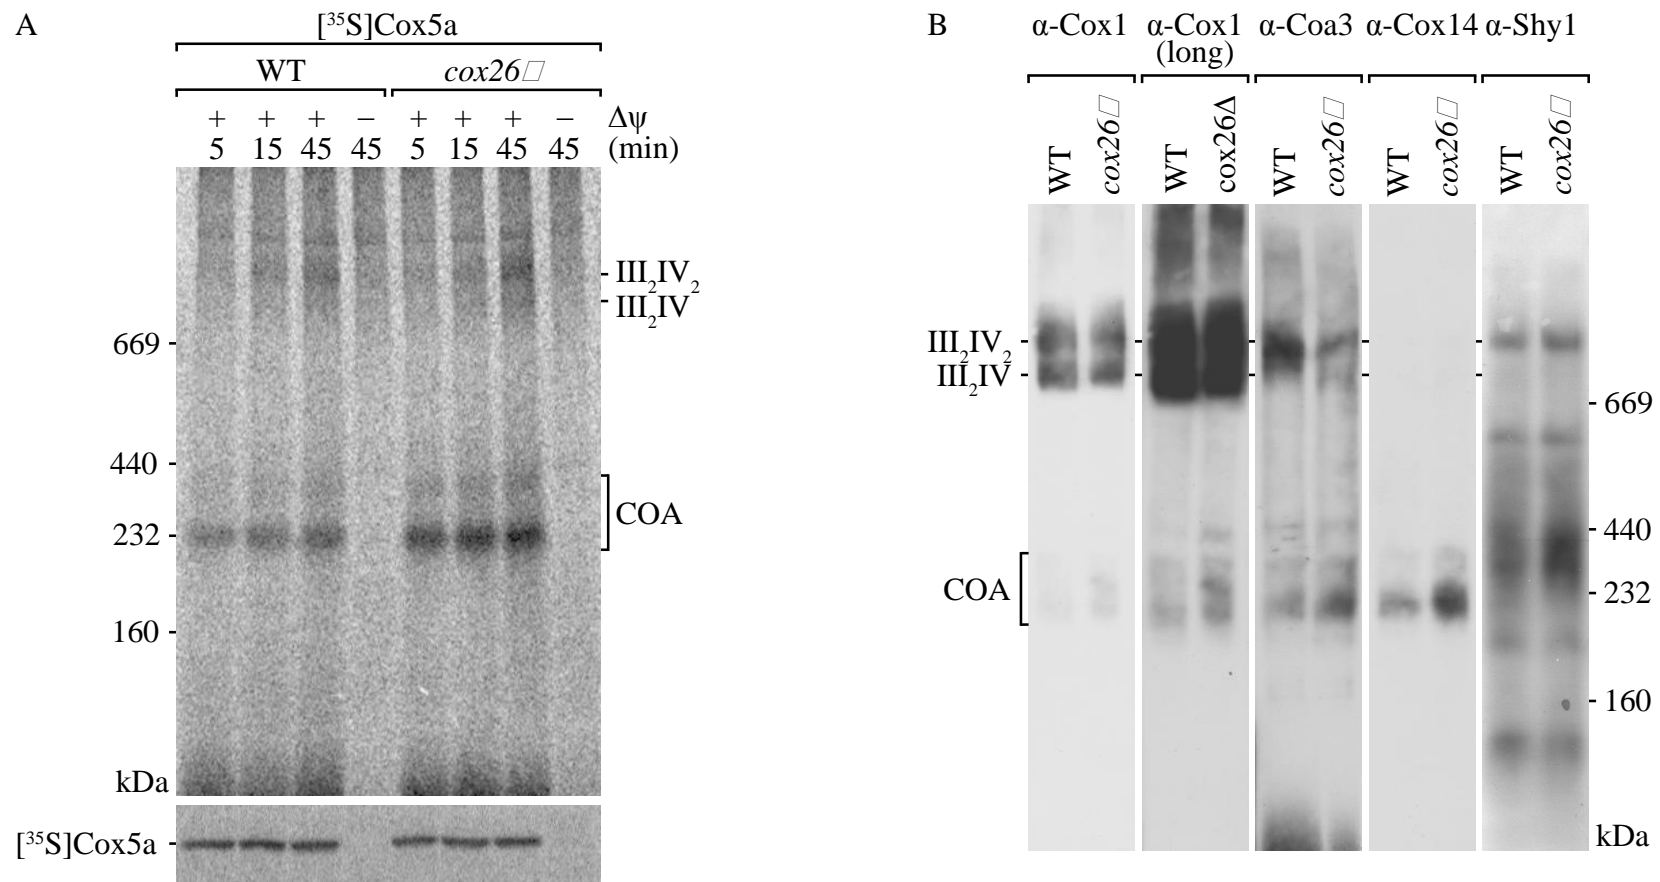 A
[³⁵S]Cox5a
WT cox26□
+ + + − + + + − Δψ
5 15 45 45 5 15 45 45 (min)
III₂IV₂
III₂IV
669
440
COA
232
160
kDa
[³⁵S]Cox5a
B
α-Cox1 α-Cox1 (long) α-Coa3 α-Cox14 α-Shy1
WT cox26□ WT cox26Δ WT cox26□ WT cox26□ WT cox26□
III₂IV₂
III₂IV
669
440
COA
232
160
kDa